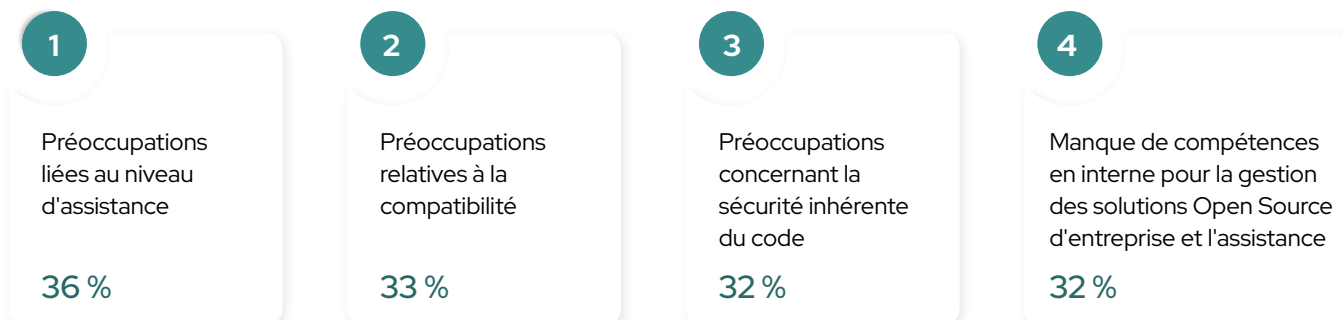 1
Préoccupations
liées au niveau
d'assistance
36 %
2
Préoccupations
relatives à la
compatibilité
33 %
3
Préoccupations
concernant la
sécurité inhérente
du code
32 %
4
Manque de compétences
en interne pour la gestion
des solutions Open Source
d'entreprise et l'assistance
32 %